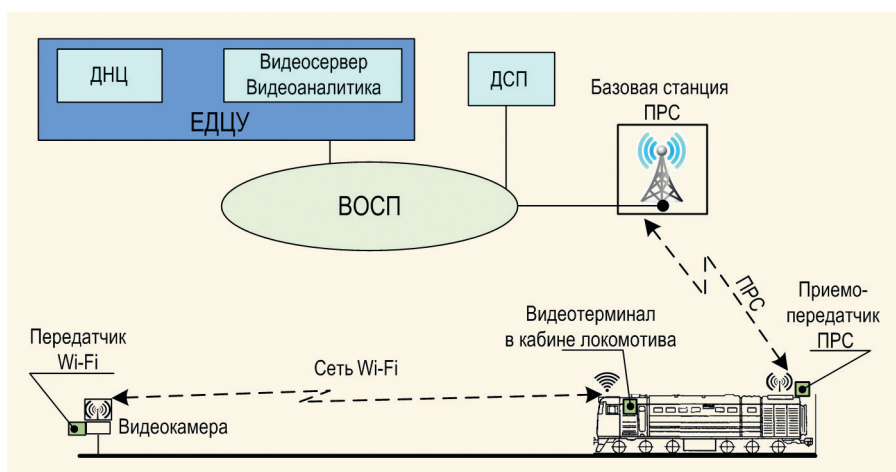 ДНЦ
Видеосервер
Видеоаналитика
ЕДЦУ
ДСП
Базовая станция
ПРС
ВОСП
ПРС
Приемо-
передатчик
ПРС
Видеотерминал
в кабине локомотива
Передатчик
Wi-Fi
Сеть Wi-Fi
Видеокамера